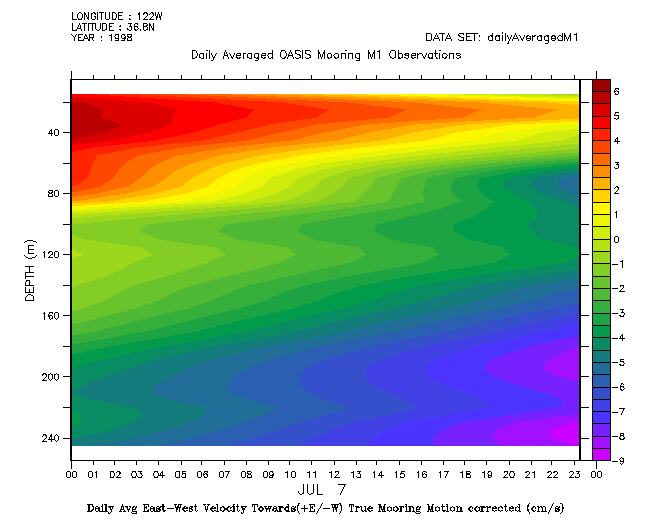 LONGITUDE : 122W
LATITUDE : 36.8N
YEAR : 1998
DATA SET: dailyAveragedM1
Daily Averaged OASIS Mooring M1 Observations
DEPTH (m)
40
80
120
160
200
240
6
5
4
3
2
1
0
-1
-2
-3
-4
-5
-6
-7
-8
-9
00 01 02 03 04 05 06 07 08 09 10 11 12 13 14 15 16 17 18 19 20 21 22 23 00
JUL 7
Daily Avg East-West Velocity Towards(+E/-W) True Mooring Motion corrected (cm/s)